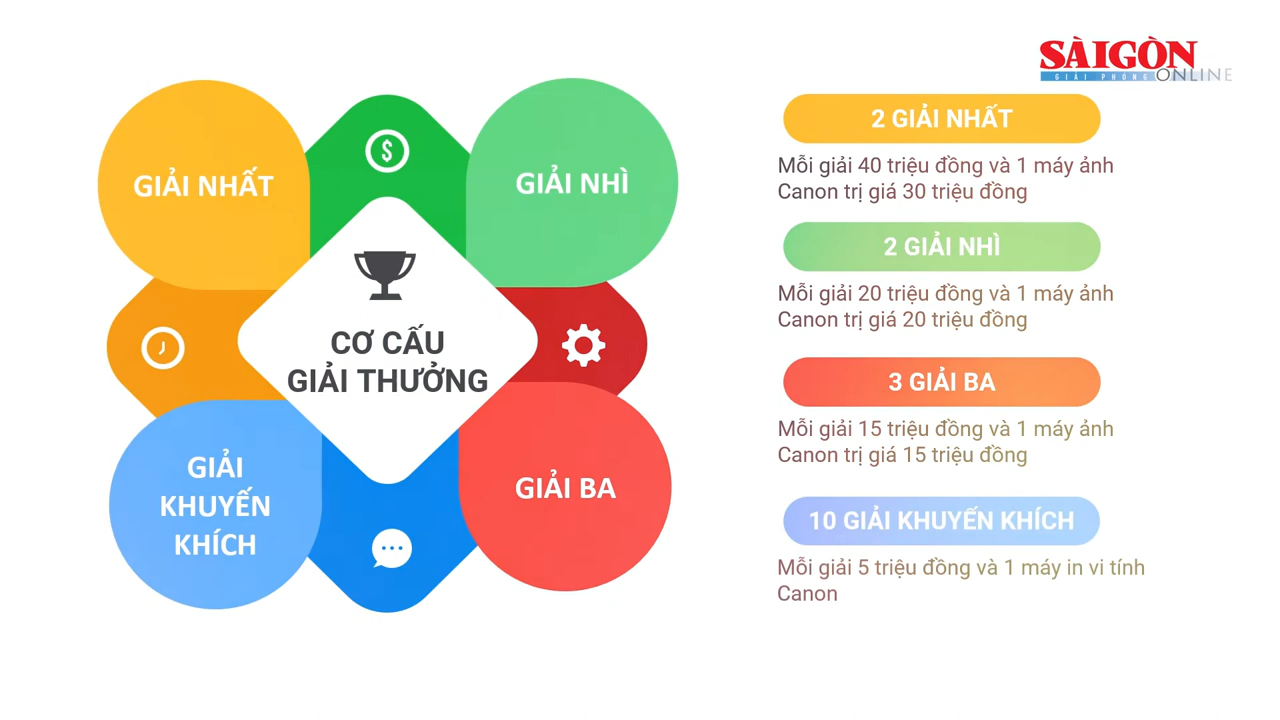 SÀIGÒN
GIẢI PHÓNG ONLINE
GIẢI NHẤT
GIẢI NHÌ
CƠ CẤU
GIẢI THƯỞNG
GIẢI
KHUYẾN
KHÍCH
GIẢI BA
2 GIẢI NHẤT
Mỗi giải 40 triệu đồng và 1 máy ảnh
Canon trị giá 30 triệu đồng
2 GIẢI NHÌ
Mỗi giải 20 triệu đồng và 1 máy ảnh
Canon trị giá 20 triệu đồng
3 GIẢI BA
Mỗi giải 15 triệu đồng và 1 máy ảnh
Canon trị giá 15 triệu đồng
10 GIẢI KHUYẾN KHÍCH
Mỗi giải 5 triệu đồng và 1 máy in vi tính
Canon